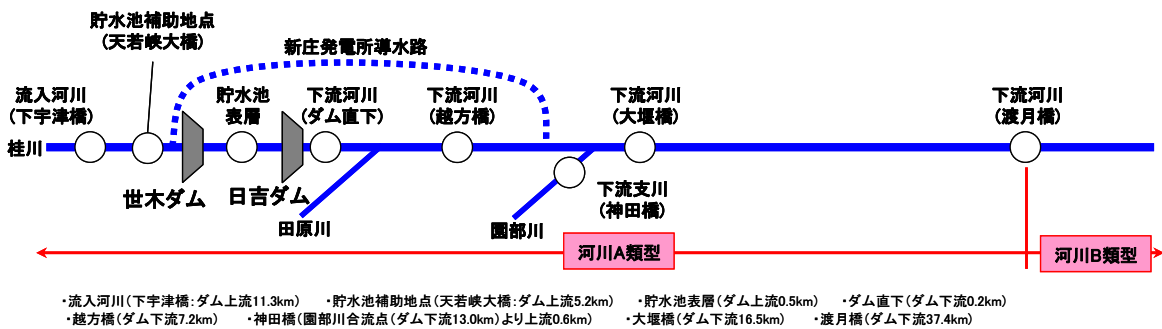 貯水池補助地点
(天若峡大橋)
新庄発電所導水路
流入河川
(下宇津橋)
貯水池
表層
下流河川
(ダム直下)
下流河川
(越方橋)
下流河川
(大堰橋)
下流河川
(渡月橋)
桂川
世木ダム
日吉ダム
田原川
園部川
下流支川
(神田橋)
河川A類型
河川B類型
・流入河川(下宇津橋:ダム上流11.3km) ・貯水池補助地点(天若峡大橋:ダム上流5.2km) ・貯水池表層(ダム上流0.5km) ・ダム直下(ダム下流0.2km)
・越方橋(ダム下流7.2km) ・神田橋(園部川合流点(ダム下流13.0km)より上流0.6km) ・大堰橋(ダム下流16.5km) ・渡月橋(ダム下流37.4km)